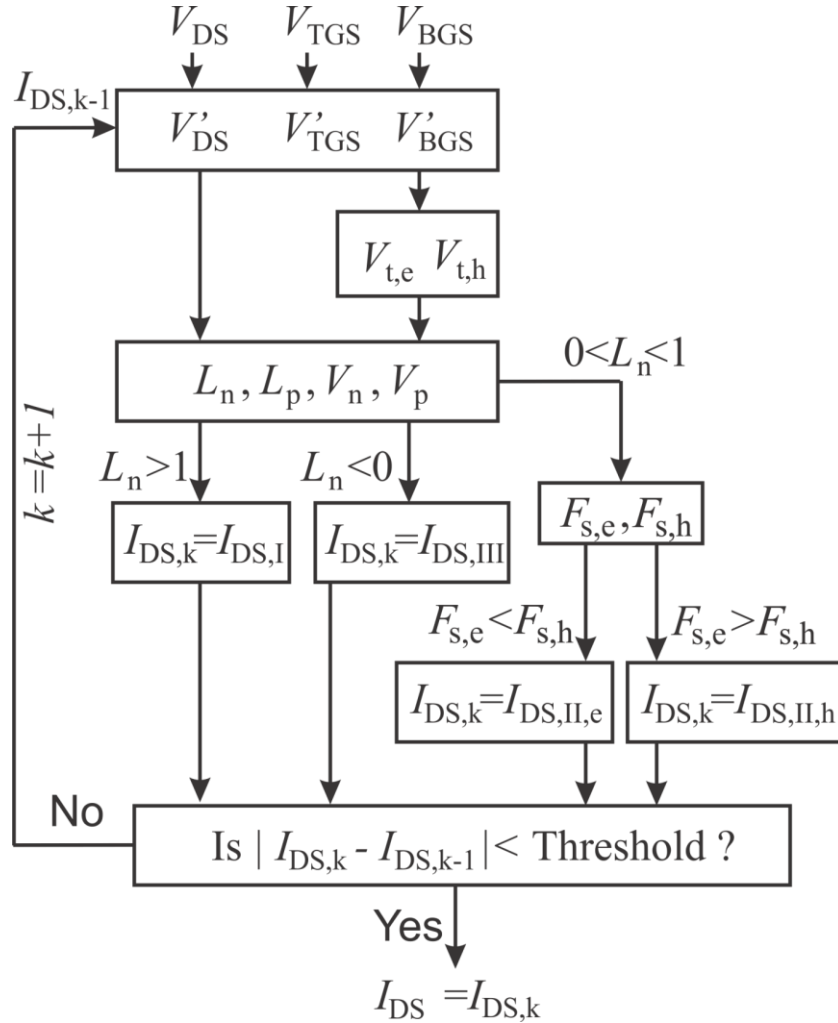 V_DS V_TGS V_BGS
I_DS,k-1
V'_DS V'_TGS V'_BGS
V_t,e V_t,h
0<L_n<1
L_n, L_p, V_n, V_p
k=k+1
L_n>1 L_n<0
F_s,e,F_s,h
I_DS,k=I_DS,I I_DS,k=I_DS,III
F_s,e<F_s,h F_s,e>F_s,h
I_DS,k=I_DS,II,e I_DS,k=I_DS,II,h
No
Is | I_DS,k - I_DS,k-1 |< Threshold ?
Yes
I_DS =I_DS,k